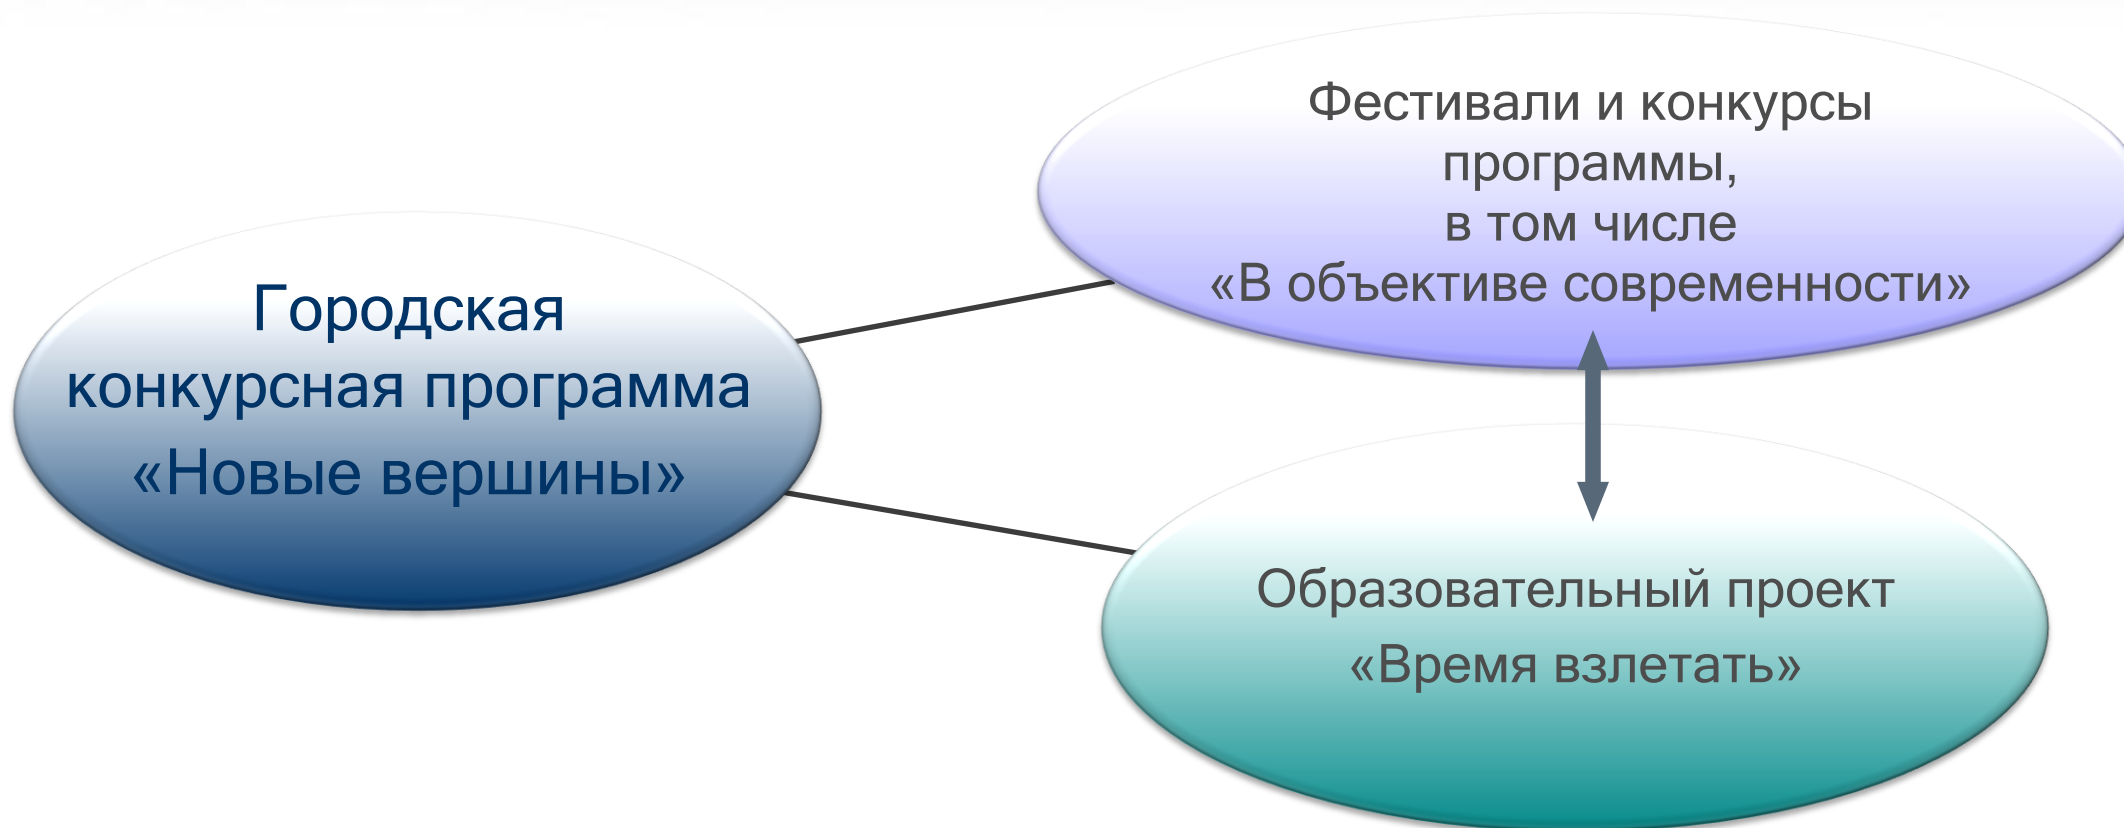 Фестивали и конкурсы
программы,
в том числе
«В объективе современности»
Городская
конкурсная программа
«Новые вершины»
Образовательный проект
«Время взлетать»